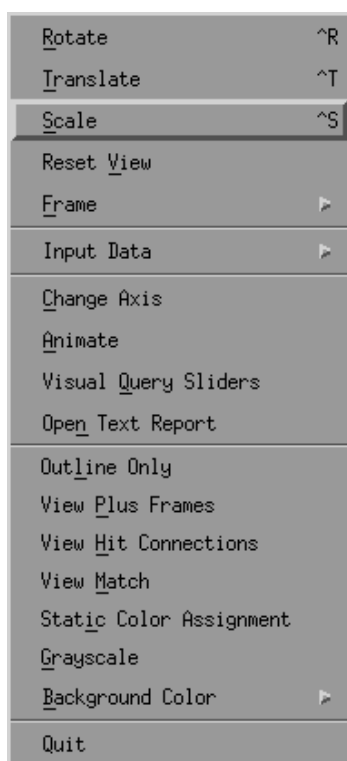 Rotate ^R
Translate ^T
Scale ^S
Reset View
Frame
Input Data
Change Axis
Animate
Visual Query Sliders
Open Text Report
Outline Only
View Plus Frames
View Hit Connections
View Match
Static Color Assignment
Grayscale
Background Color
Quit